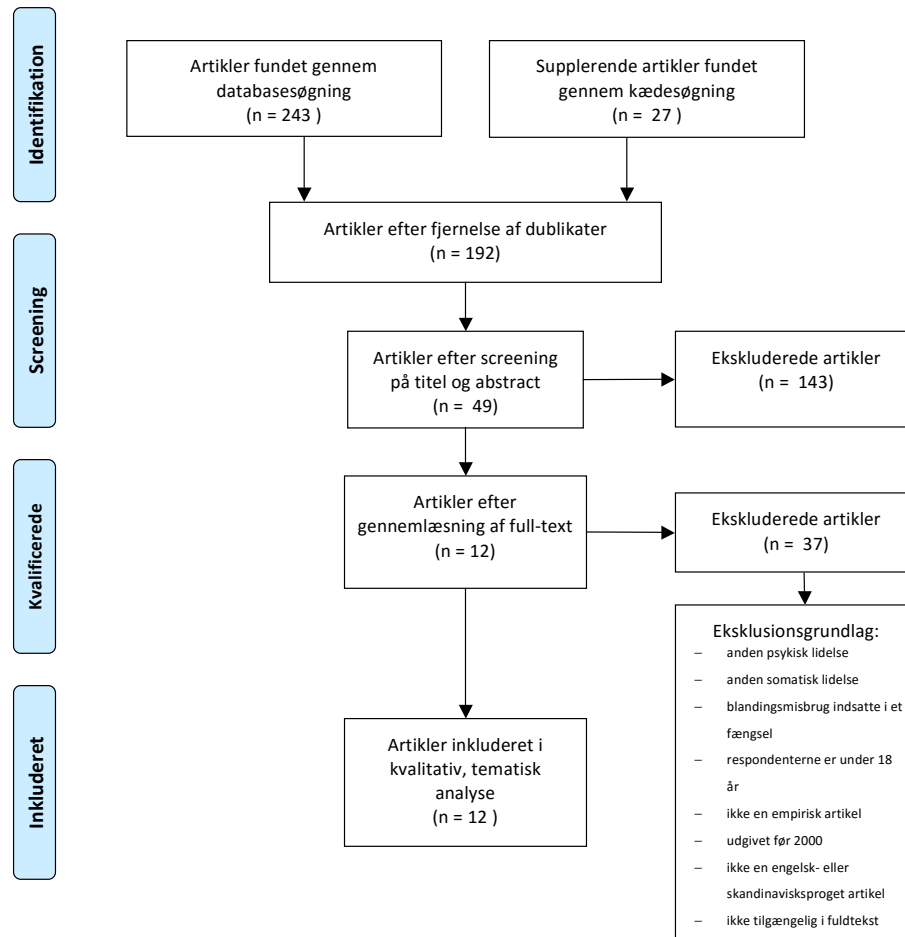 Identifikation
Artikler fundet gennem
databasesøgning
(n = 243 )
Supplerende artikler fundet
gennem kædesøgning
(n =  27 )
Screening
Artikler efter fjernelse af dublikater
(n = 192)
Artikler efter screening
på titel og abstract
(n =  49)
Ekskluderede artikler
(n =  143)
Kvalificerede
Artikler efter
gennemlæsning af full-text
(n = 12)
Ekskluderede artikler
(n =  37)
Eksklusionsgrundlag:
– anden psykisk lidelse
– anden somatisk lidelse
– blandingsmisbrug indsatte i et
fængsel
– respondenterne er under 18
år
– ikke en empirisk artikel
– udgivet før 2000
– ikke en engelsk- eller
skandinavisksproget artikel
– ikke tilgængelig i fuldtekst
Inkluderet
Artikler inkluderet i
kvalitativ, tematisk
analyse
(n = 12 )